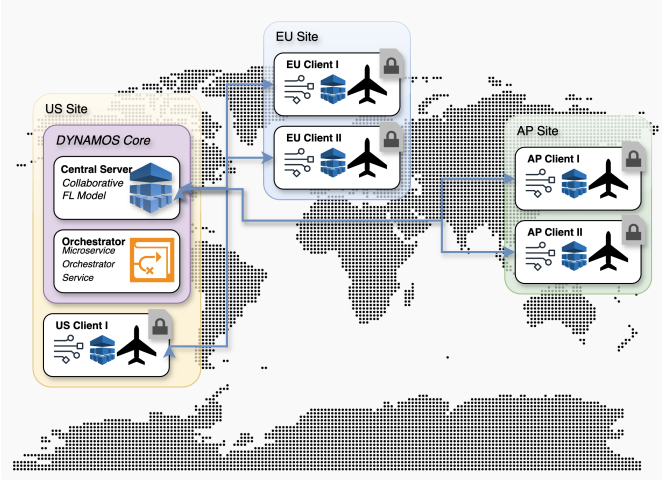 EU Site
EU Client I
EU Client II
US Site
DYNAMOS Core
Central Server
Collaborative
FL Model
Orchestrator
Microservice
Orchestrator
Service
US Client I
AP Site
AP Client I
AP Client II